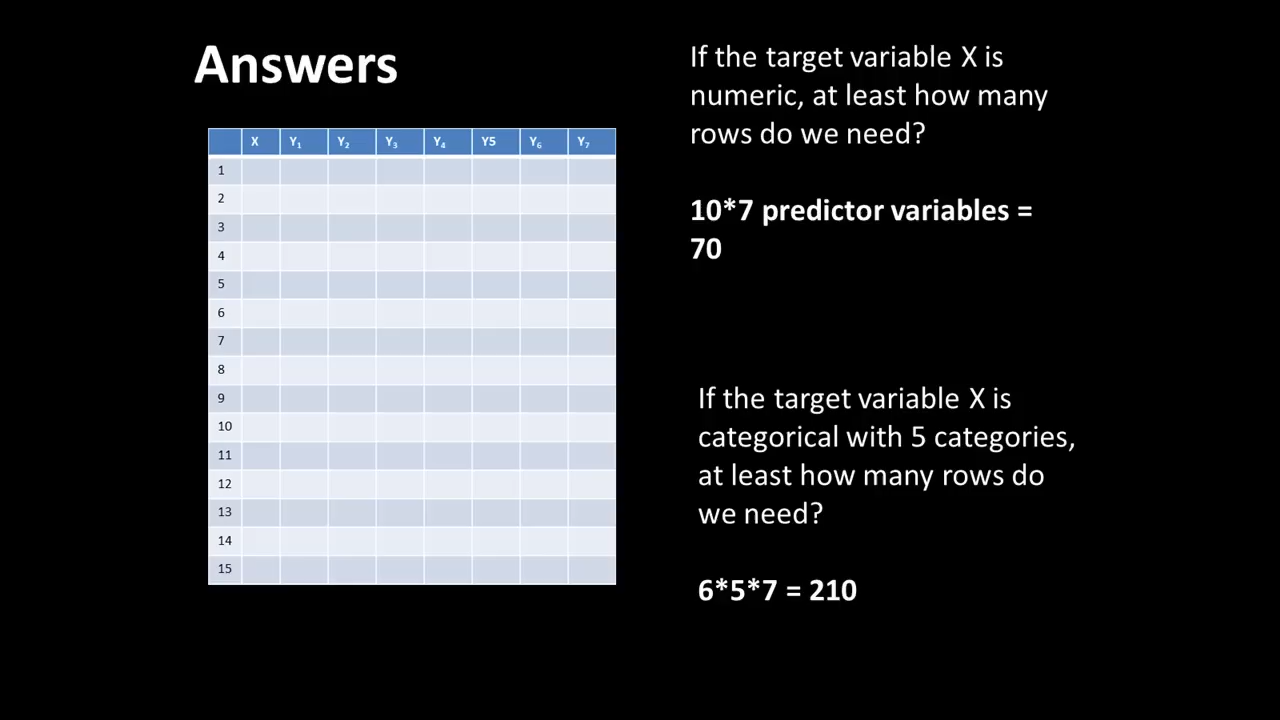 Answers
X Y₁ Y₂ Y₃ Y₄ Y5 Y₆ Y₇
1
2
3
4
5
6
7
8
9
10
11
12
13
14
15
If the target variable X is
numeric, at least how many
rows do we need?
10*7 predictor variables =
70
If the target variable X is
categorical with 5 categories,
at least how many rows do
we need?
6*5*7 = 210